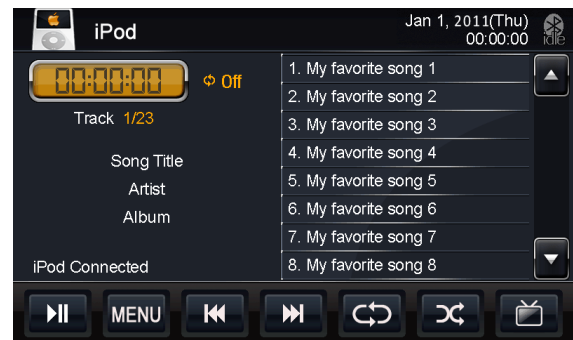 iPod
Jan 1, 2011(Thu)
00:00:00
idle
00:00:00
Off
Track 1/23
Song Title
Artist
Album
iPod Connected
1. My favorite song 1
2. My favorite song 2
3. My favorite song 3
4. My favorite song 4
5. My favorite song 5
6. My favorite song 6
7. My favorite song 7
8. My favorite song 8
MENU